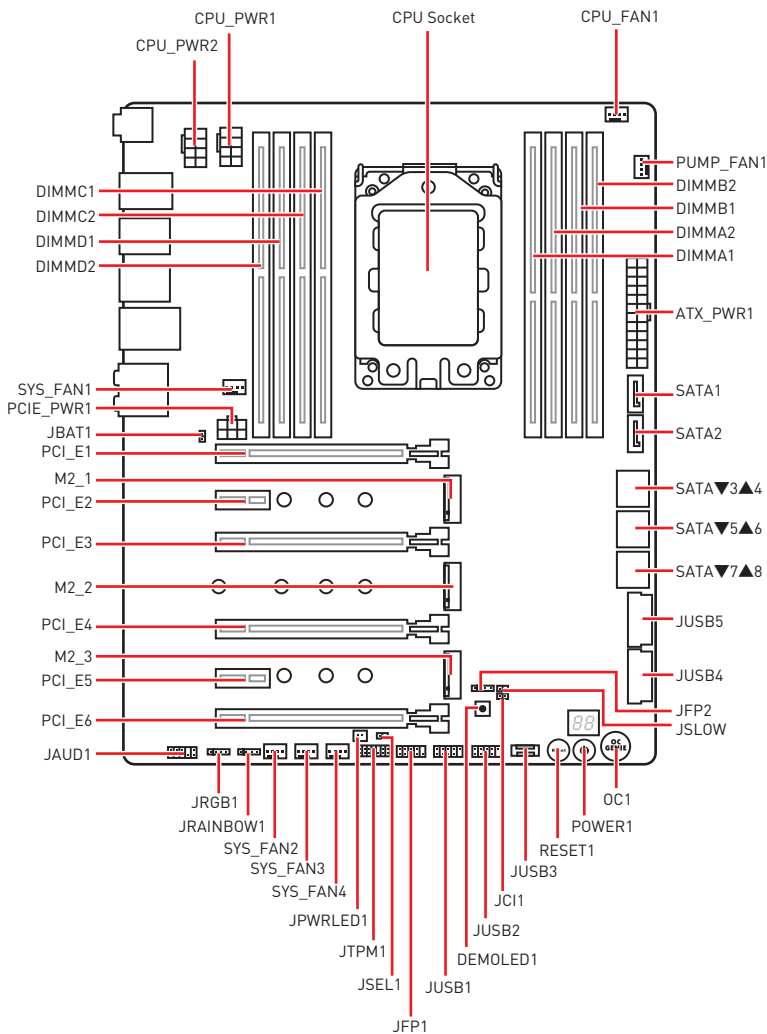 CPU_PWR1
CPU Socket
CPU_FAN1
CPU_PWR2
PUMP_FAN1
DIMMC1
DIMMB2
DIMMC2
DIMMB1
DIMMD1
DIMMA2
DIMMD2
DIMMA1
ATX_PWR1
SYS_FAN1
SATA1
PCIE_PWR1
JBAT1
SATA2
PCI_E1
M2_1
SATA▼3▲4
PCI_E2
SATA▼5▲6
PCI_E3
SATA▼7▲8
M2_2
JUSB5
PCI_E4
M2_3
JUSB4
PCI_E5
JFP2
PCI_E6
88
JSLOW
OC
GENIE
JAUD1
OC1
JRGB1
POWER1
JRAINBOW1
RESET1
SYS_FAN2
JUSB3
SYS_FAN3
SYS_FAN4
JCI1
JPWRLED1
JUSB2
JTPM1
DEMOLED1
JSEL1
JUSB1
JFP1